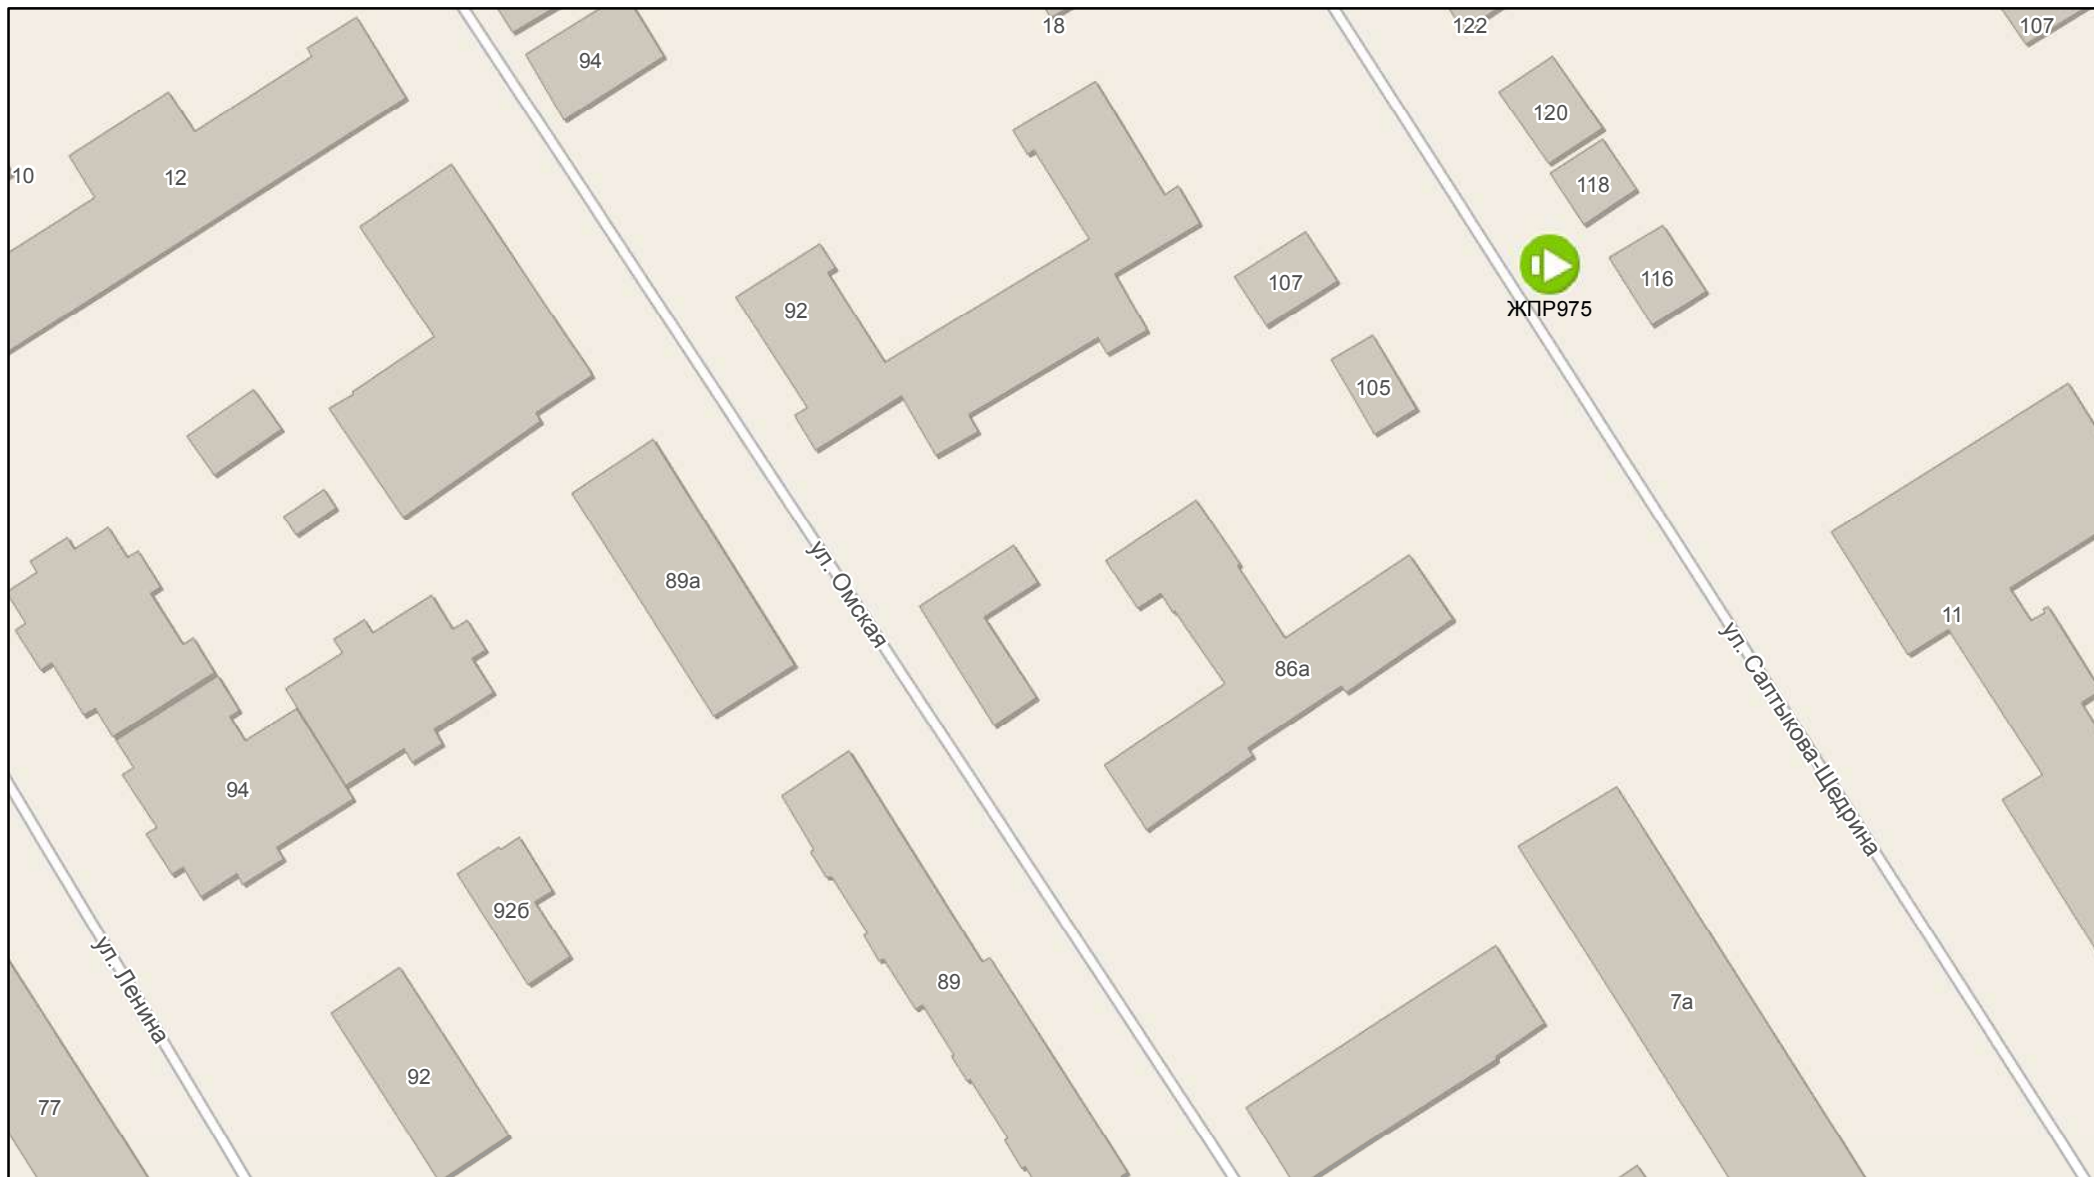 18
122
107
94
120
10
12
118
92
107
116
ЖПР975
105
89а
ул. Омская
86а
11
ул. Салтыкова-Щедрина
94
92б
ул. Ленина
89
7а
92
77